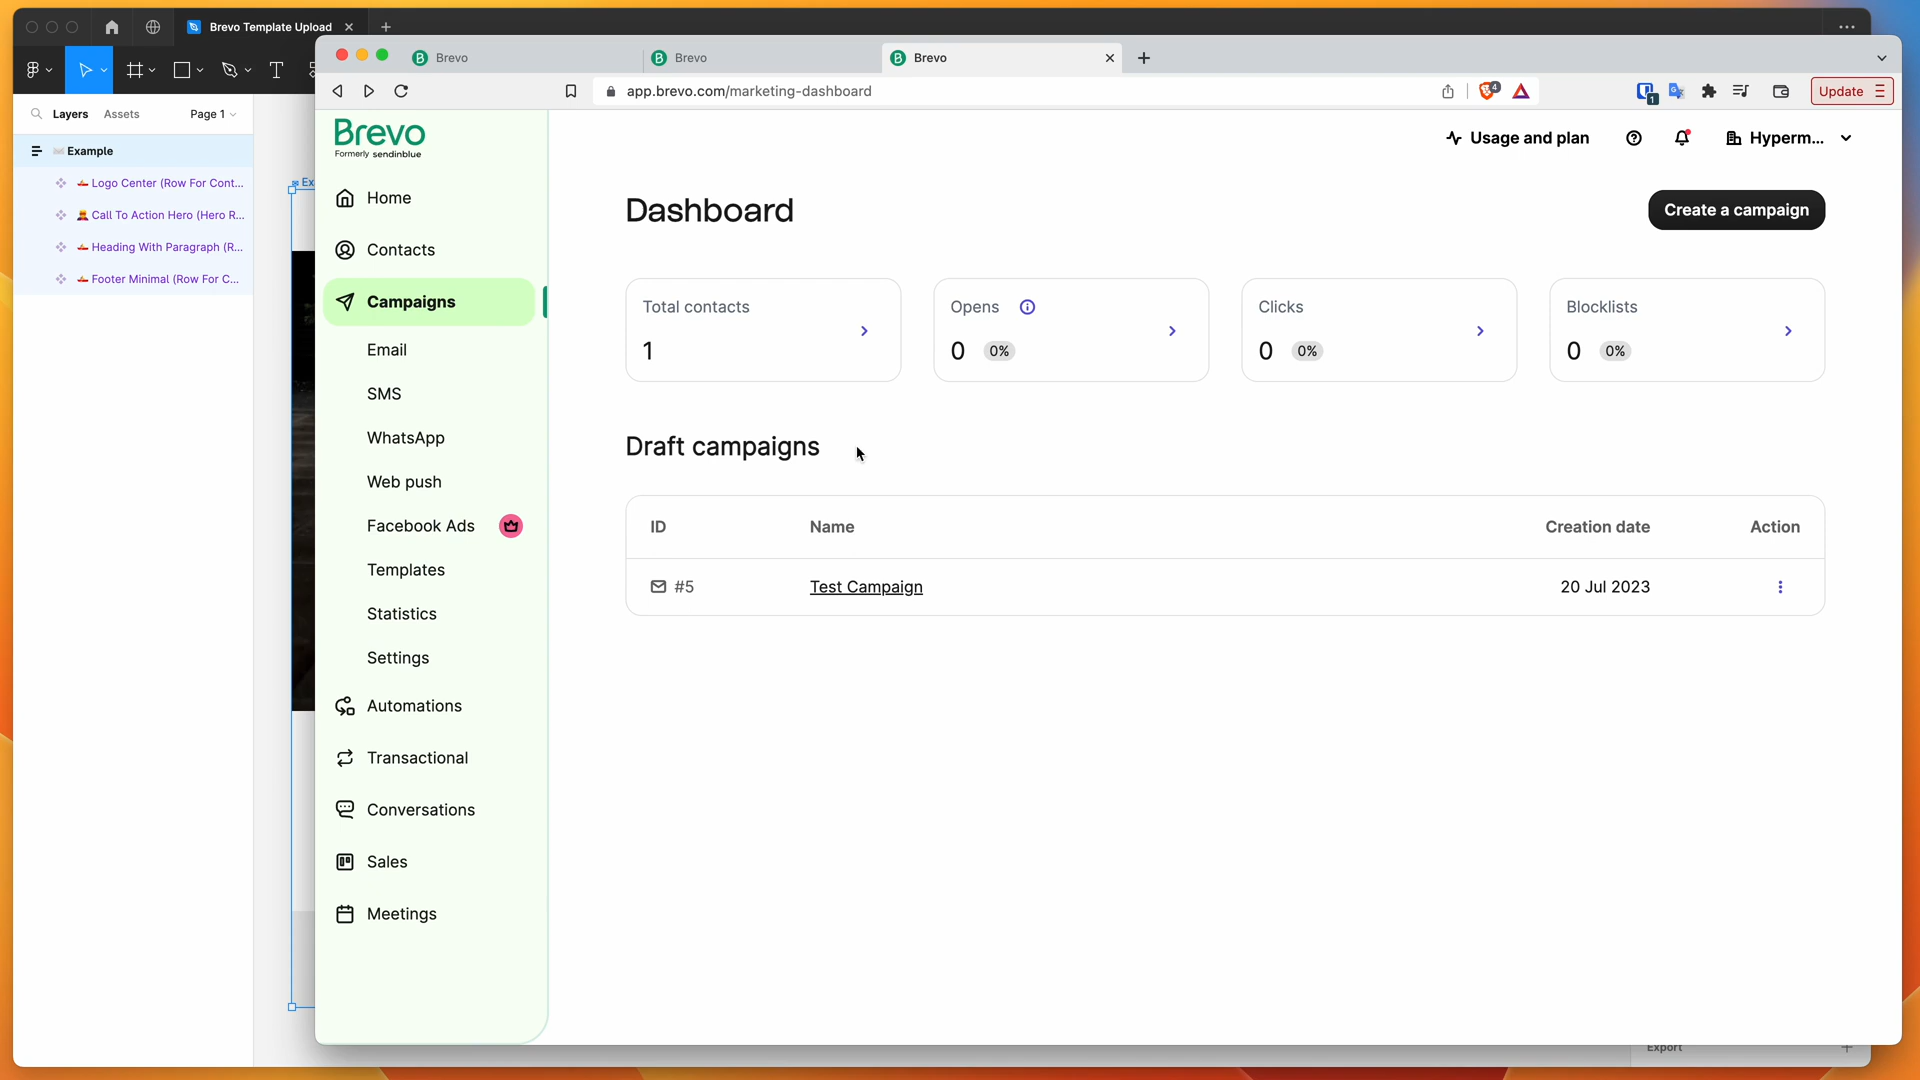 Brevo Template Upload
Layers
Assets
Page 1
Example
Logo Center (Row For Cont...
Call To Action Hero (Hero R...
Heading With Paragraph (R...
Footer Minimal (Row For C...
Ex
Brevo
Brevo
Brevo
app.brevo.com/marketing-dashboard
4
1
Update
Brevo
Formerly sendinblue
Home
Contacts
Campaigns
Email
SMS
WhatsApp
Web push
Facebook Ads
Templates
Statistics
Settings
Automations
Transactional
Conversations
Sales
Meetings
Usage and plan
Hyperm...
Dashboard
Create a campaign
Total contacts
1
Opens
0 0%
Clicks
0 0%
Blocklists
0 0%
Draft campaigns
ID Name Creation date Action
#5 Test Campaign 20 Jul 2023
Export